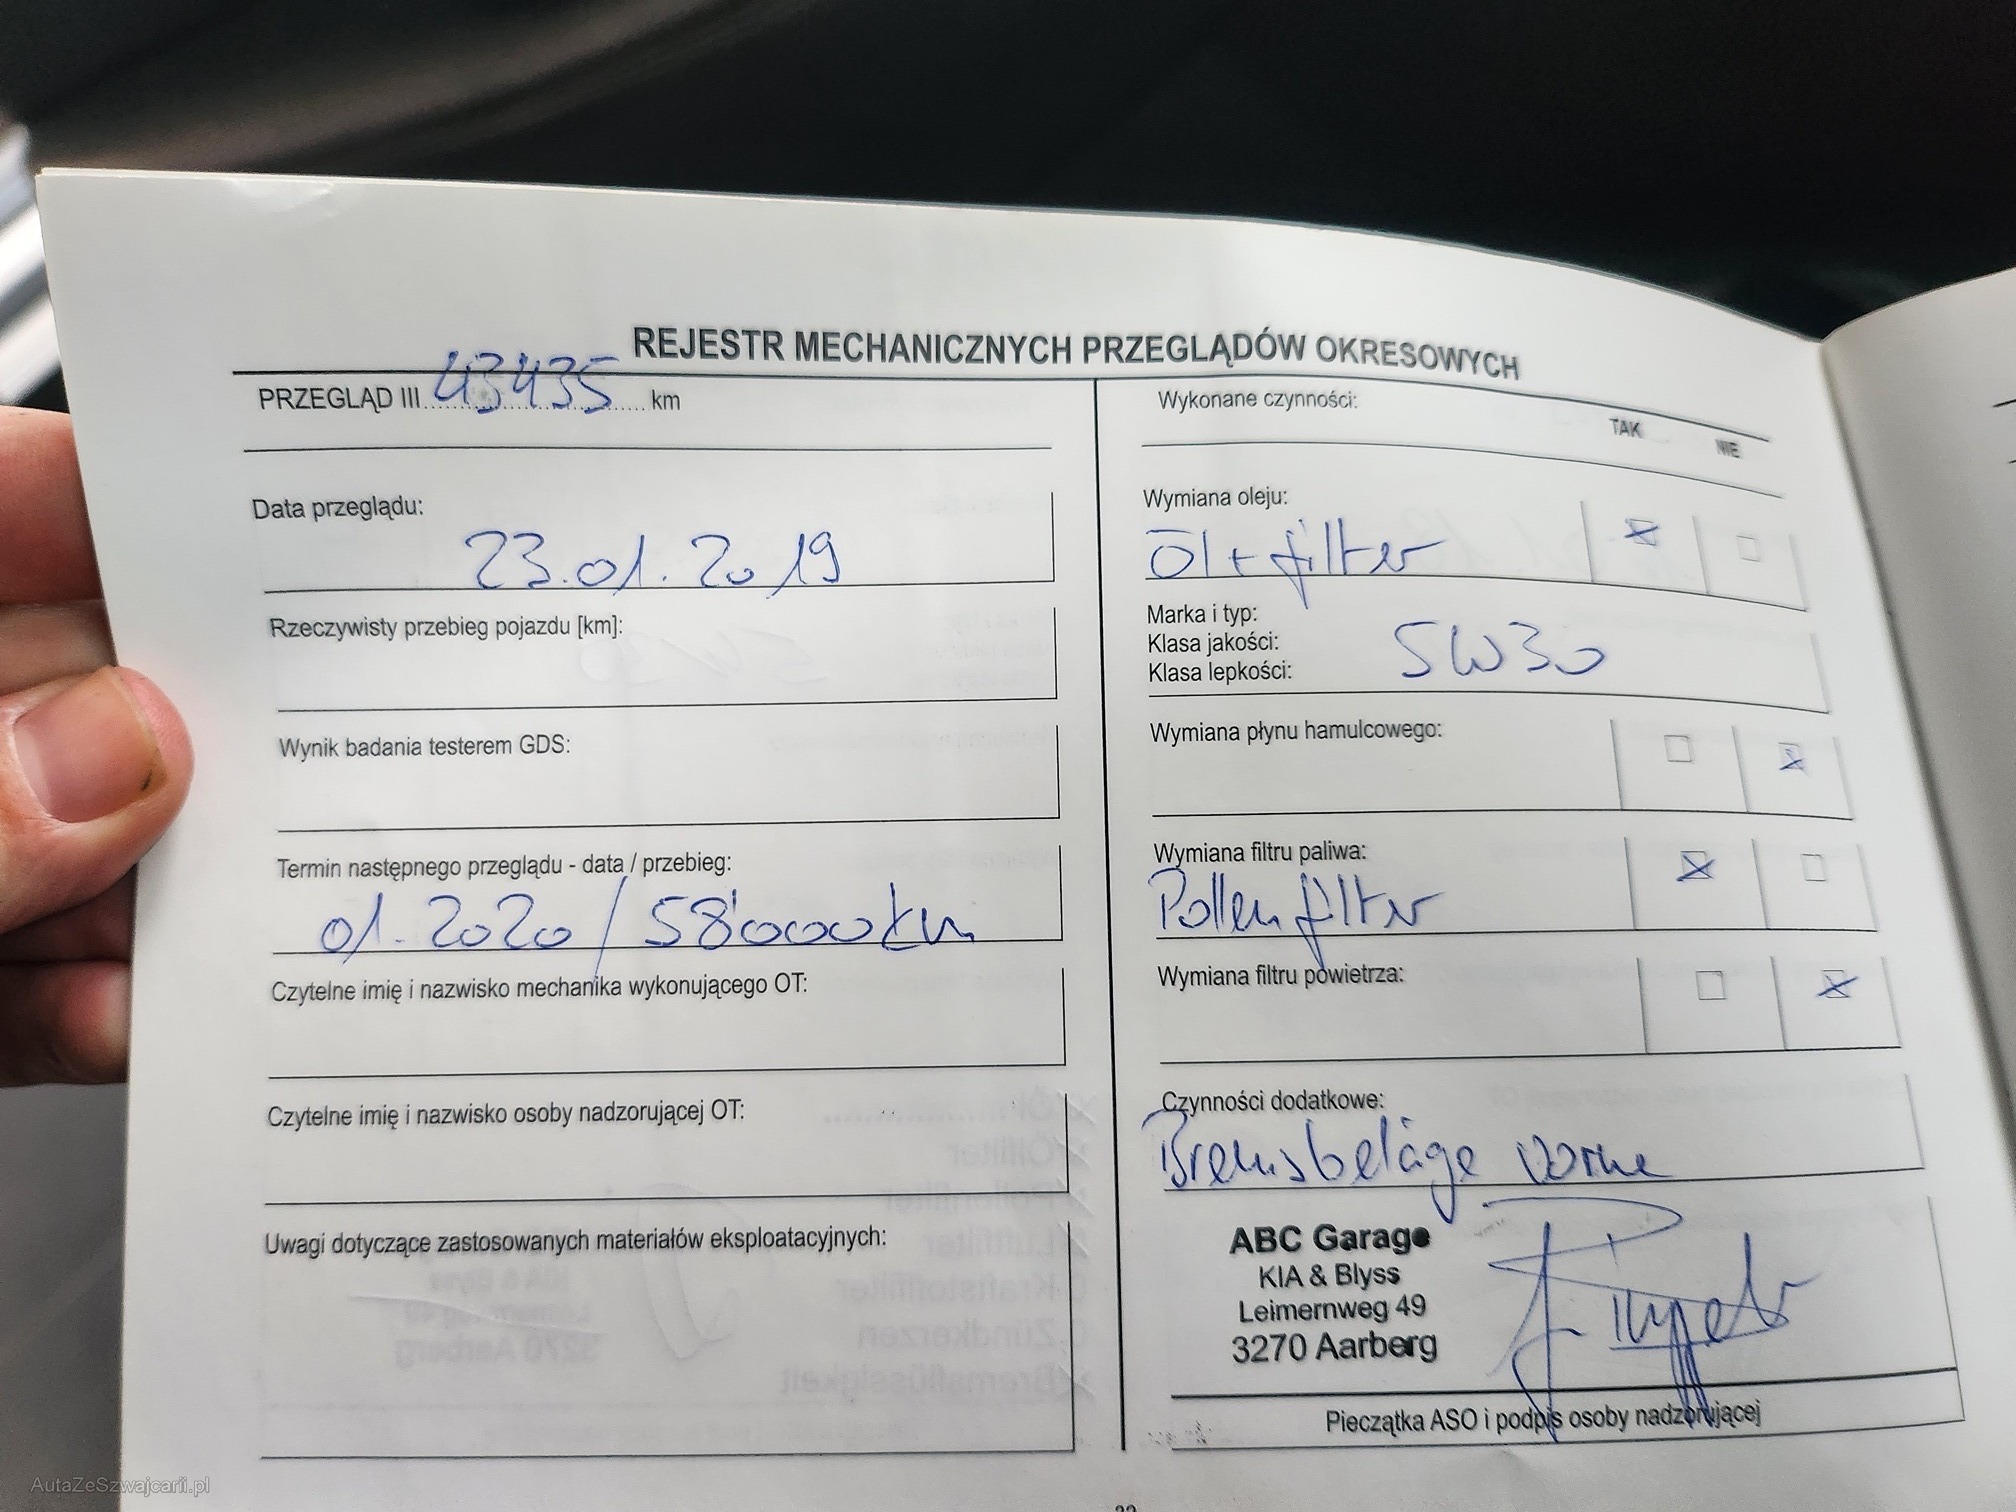 REJESTR MECHANICZNYCH PRZEGLĄDÓW OKRESOWYCH
PRZEGLĄD III 43435 km
Data przeglądu:
23.01.2019
Rzeczywisty przebieg pojazdu [km]:
Wynik badania testerem GDS:
Termin następnego przeglądu - data / przebieg:
01.2020 / 58'000 km
Czytelne imię i nazwisko mechanika wykonującego OT:
Czytelne imię i nazwisko osoby nadzorującej OT:
Uwagi dotyczące zastosowanych materiałów eksploatacyjnych:
Wykonane czynności:
TAK NIE
Wymiana oleju:
Öl + filter
Marka i typ:
Klasa jakości:
Klasa lepkości:
5W30
Wymiana płynu hamulcowego:
Wymiana filtru paliwa:
Pollenfilter
Wymiana filtru powietrza:
Czynności dodatkowe:
Bremsbeläge vorne
ABC Garage
KIA & Blyss
Leimernweg 49
3270 Aarberg
Pieczątka ASO i podpis osoby nadzorującej
AutaZeSzwajcarii.pl